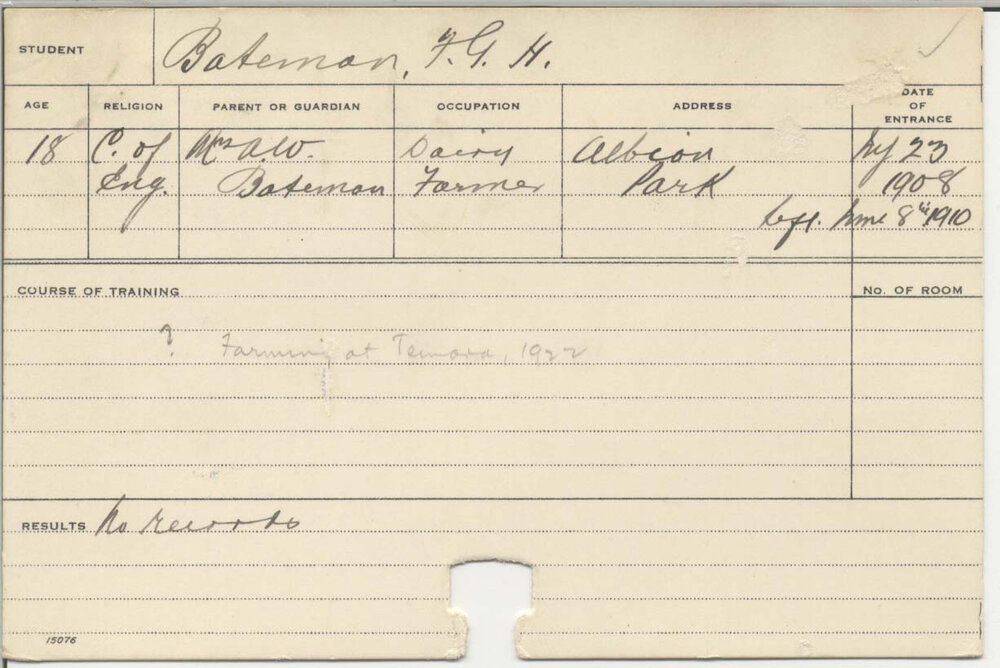 STUDENT Bateman, F. G. H. ✓
AGE RELIGION PARENT OR GUARDIAN OCCUPATION ADDRESS DATE OF ENTRANCE
18 C. of Mrs A.W. Dairy Albion Jy 23
Eng. Bateman Farmer Park 1908
Left. June 8th 1910
COURSE OF TRAINING No. OF ROOM
? Farming at Temora, 1922
RESULTS No records
15076